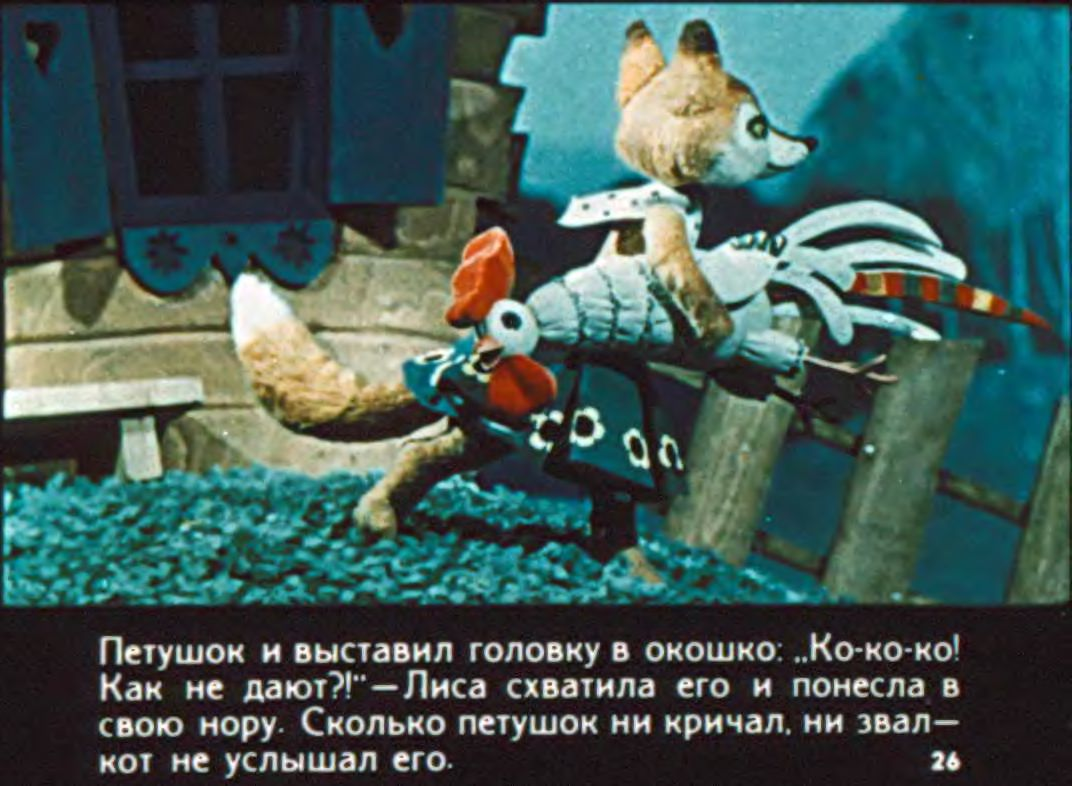 Петушок и выставил головку в окошко: „Ко-ко-ко!
Как не дают?!“—Лиса схватила его и понесла в
свою нору. Сколько петушок ни кричал, ни звал—
кот не услышал его.
26